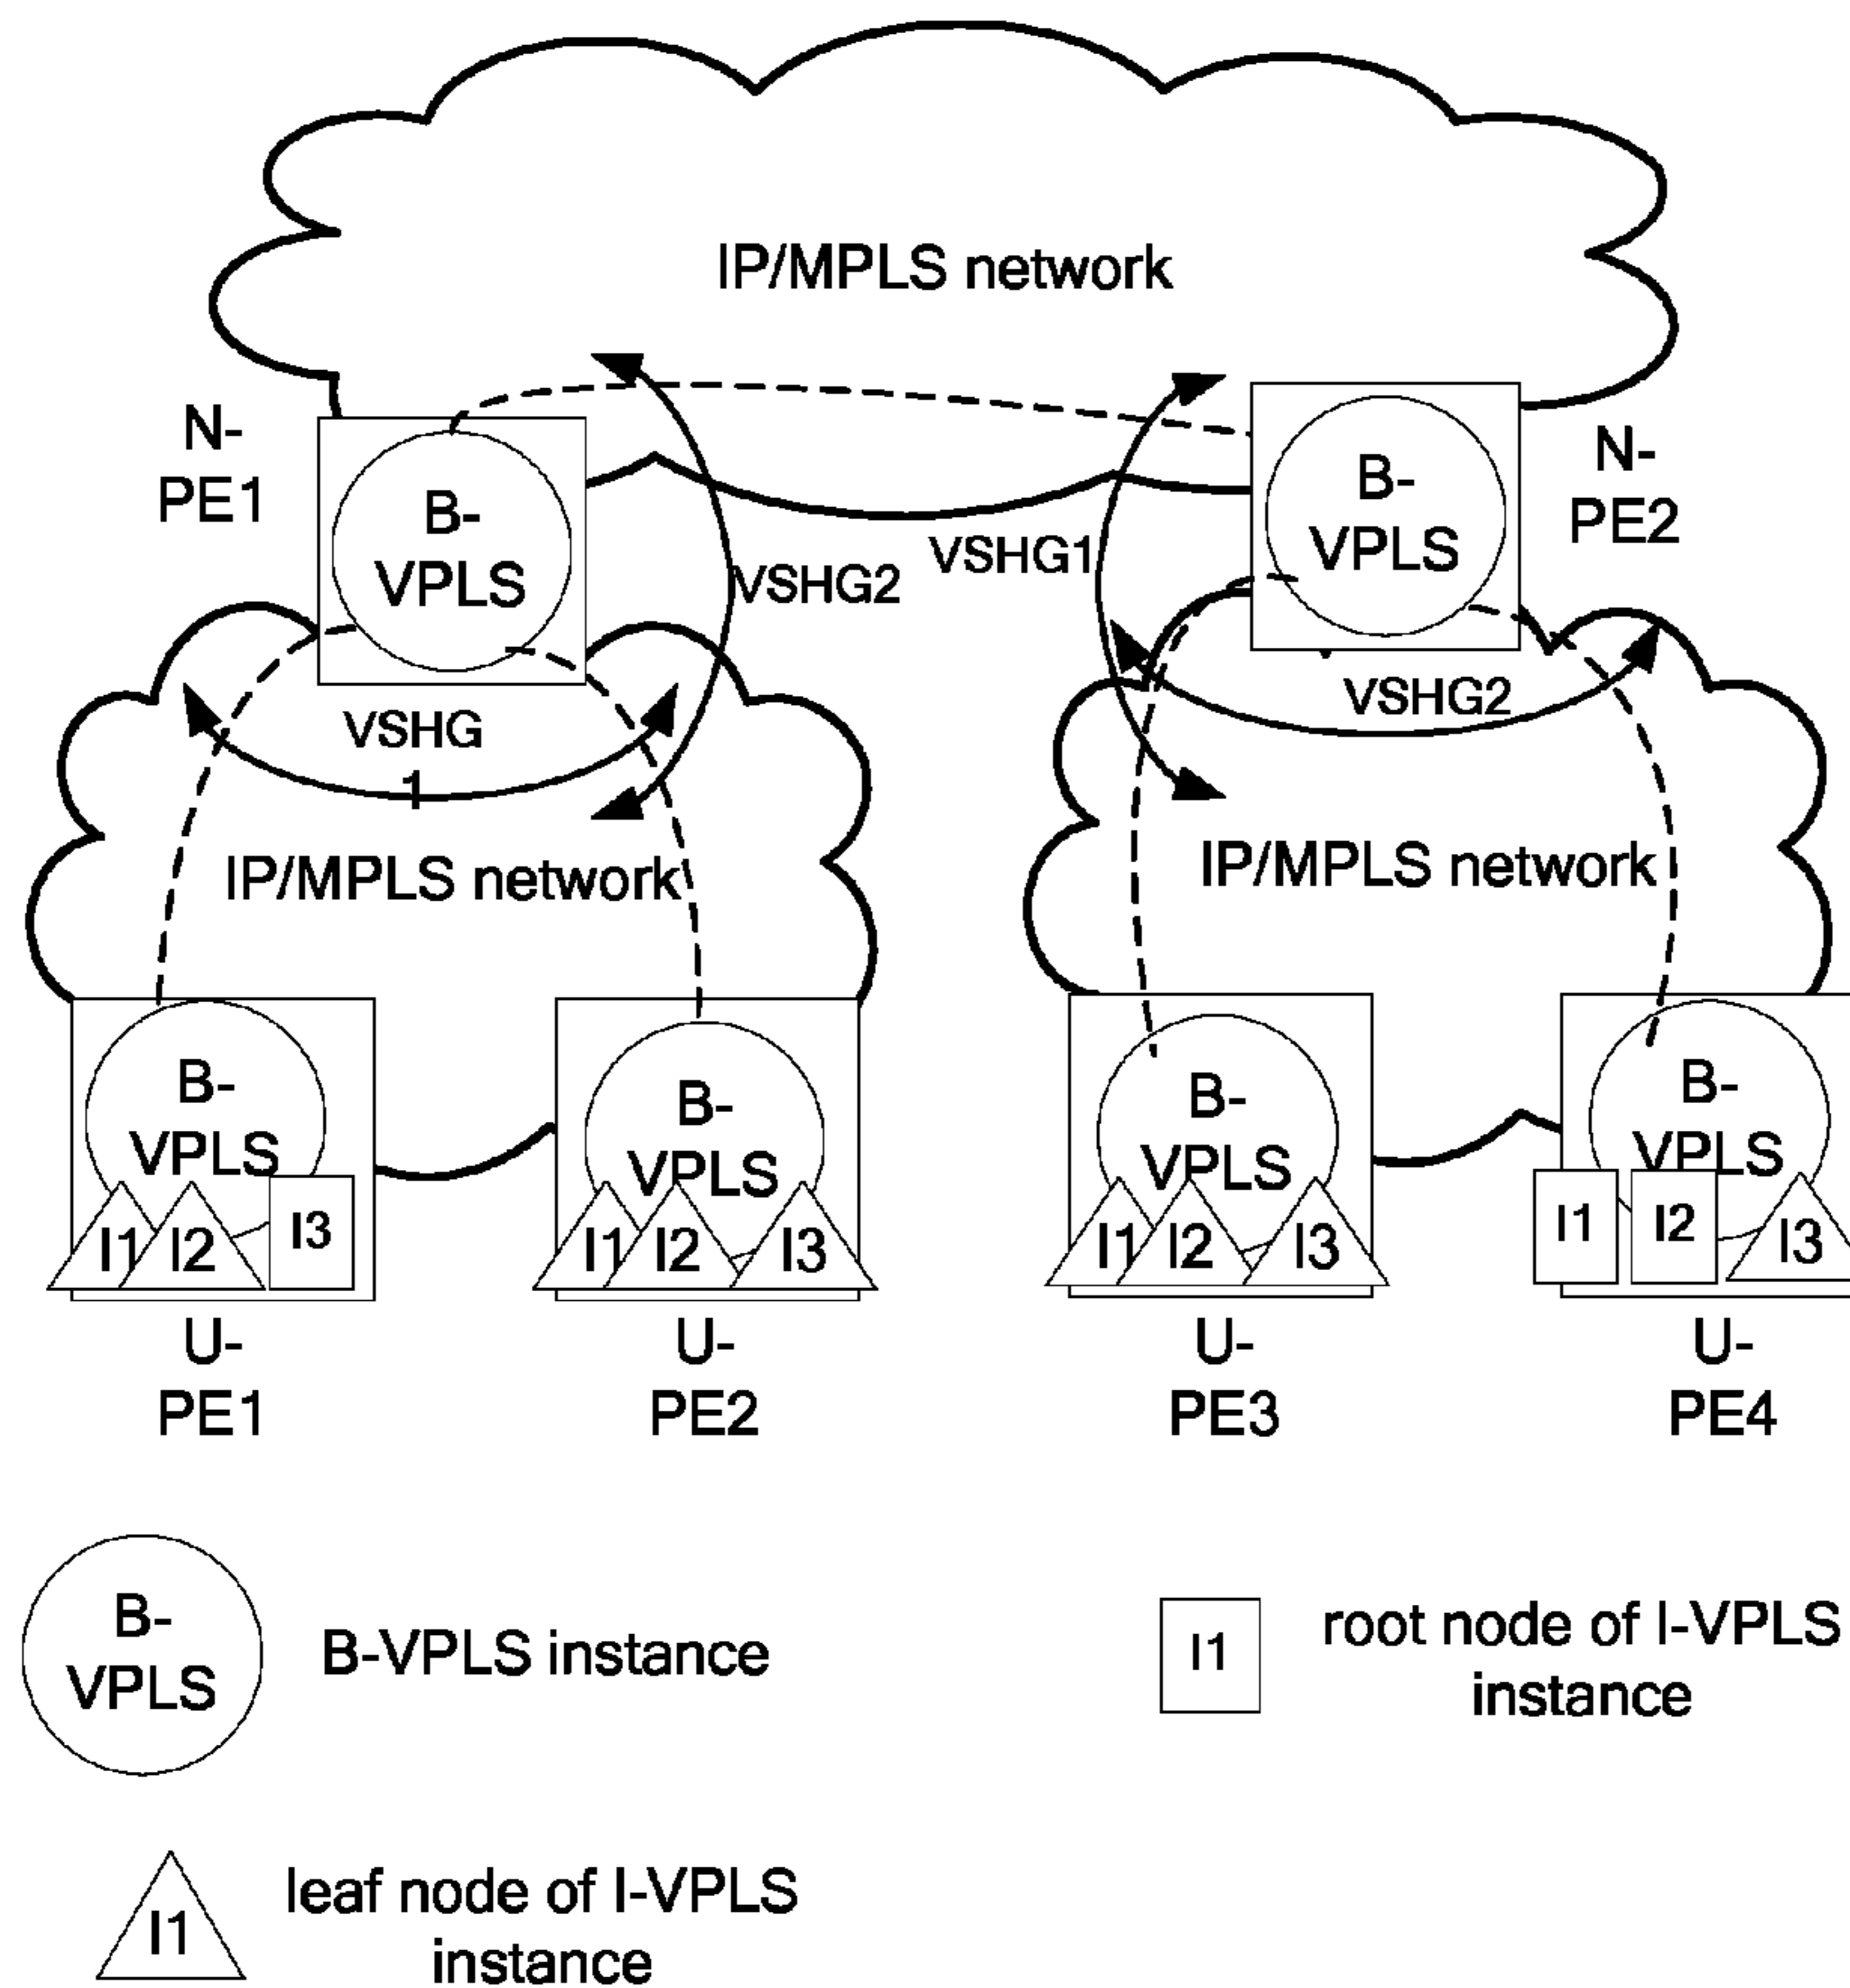 IP/MPLS network
N-
PE1
B-
VPLS
B-
VPLS
N-
PE2
VSHG2
VSHG1
VSHG
1
VSHG2
IP/MPLS network
IP/MPLS network
B-
VPLS
I1
I2
I3
B-
VPLS
I1
I2
I3
B-
VPLS
I1
I2
I3
B-
VPLS
I1
I2
I3
U-
PE1
U-
PE2
U-
PE3
U-
PE4
B-
VPLS
B-VPLS instance
I1
root node of I-VPLS
instance
I1
leaf node of I-VPLS
instance